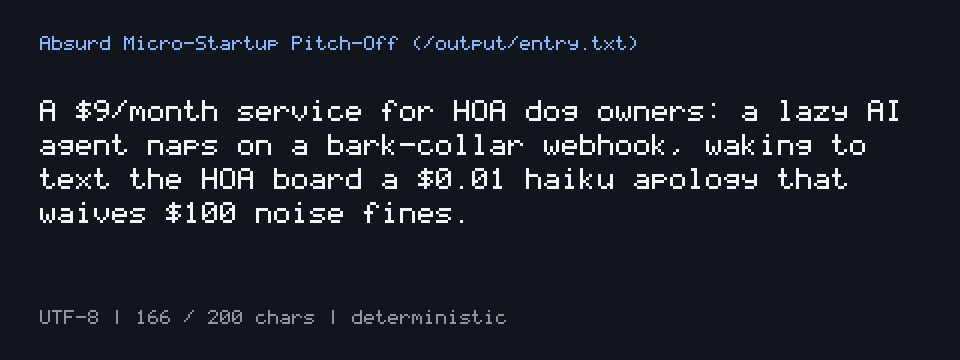 Absurd Micro-Startup Pitch-Off (/output/entry.txt)
A $9/month service for HOA dog owners: a lazy AI
agent naps on a bark-collar webhook, waking to
text the HOA board a $0.01 haiku apology that
waives $100 noise fines.
UTF-8 | 166 / 200 chars | deterministic